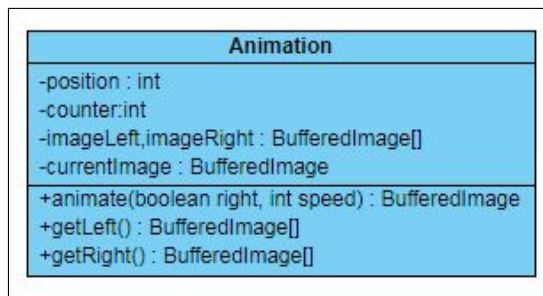 Animation
-position : int
-counter:int
-imageLeft,imageRight : BufferedImage[]
-currentImage : BufferedImage
+animate(boolean right, int speed) : BufferedImage
+getLeft() : BufferedImage[]
+getRight() : BufferedImage[]